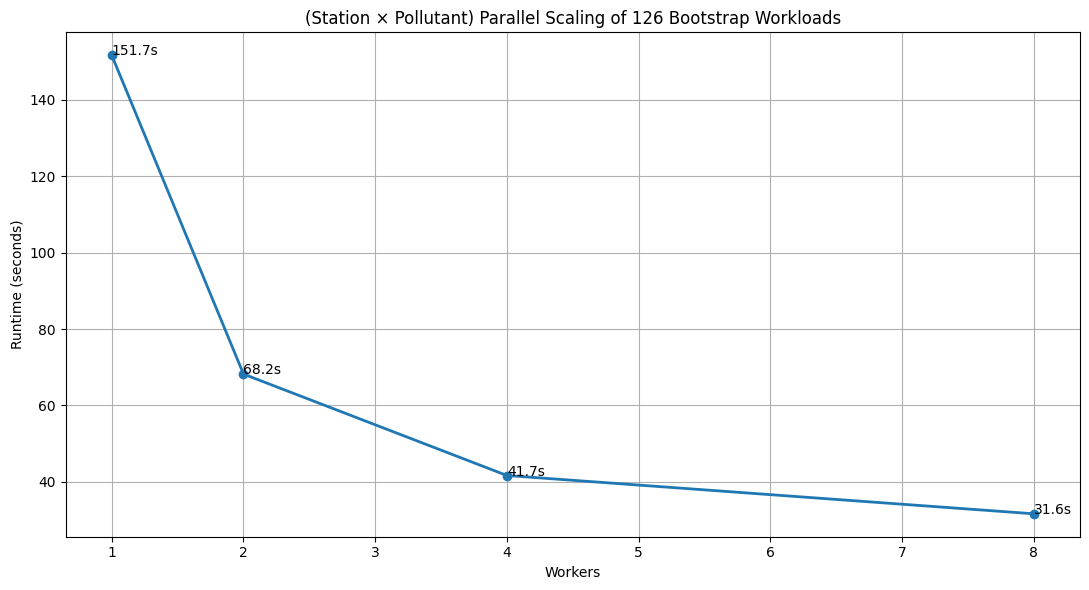 (Station × Pollutant) Parallel Scaling of 126 Bootstrap Workloads
151.7s
140
120
100
Runtime (seconds)
80
68.2s
60
41.7s
40
31.6s
1 2 3 4 5 6 7 8
Workers